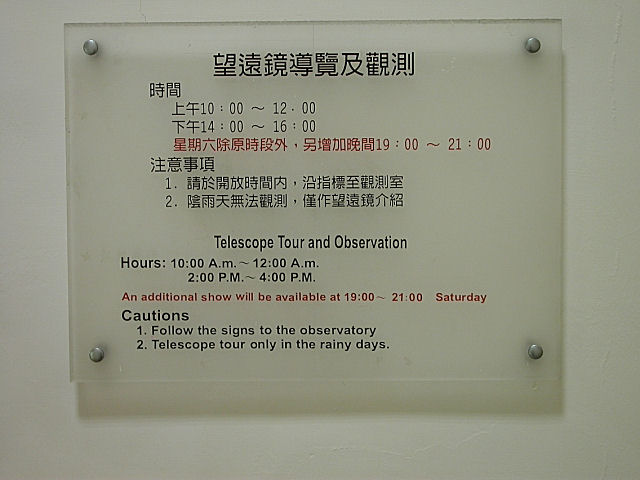 望遠鏡導覽及觀測
時間
上午10：00 ～ 12．00
下午14：00 ～ 16：00
星期六除原時段外，另增加晚間19：00 ～ 21：00
注意事項
1. 請於開放時間內，沿指標至觀測室
2. 陰雨天無法觀測，僅作望遠鏡介紹
Telescope Tour and Observation
Hours: 10:00 A.m.～ 12:00 A.m.
2:00 P.M.～ 4:00 P.M.
An additional show will be available at 19:00～ 21:00 Saturday
Cautions
1. Follow the signs to the observatory
2. Telescope tour only in the rainy days.